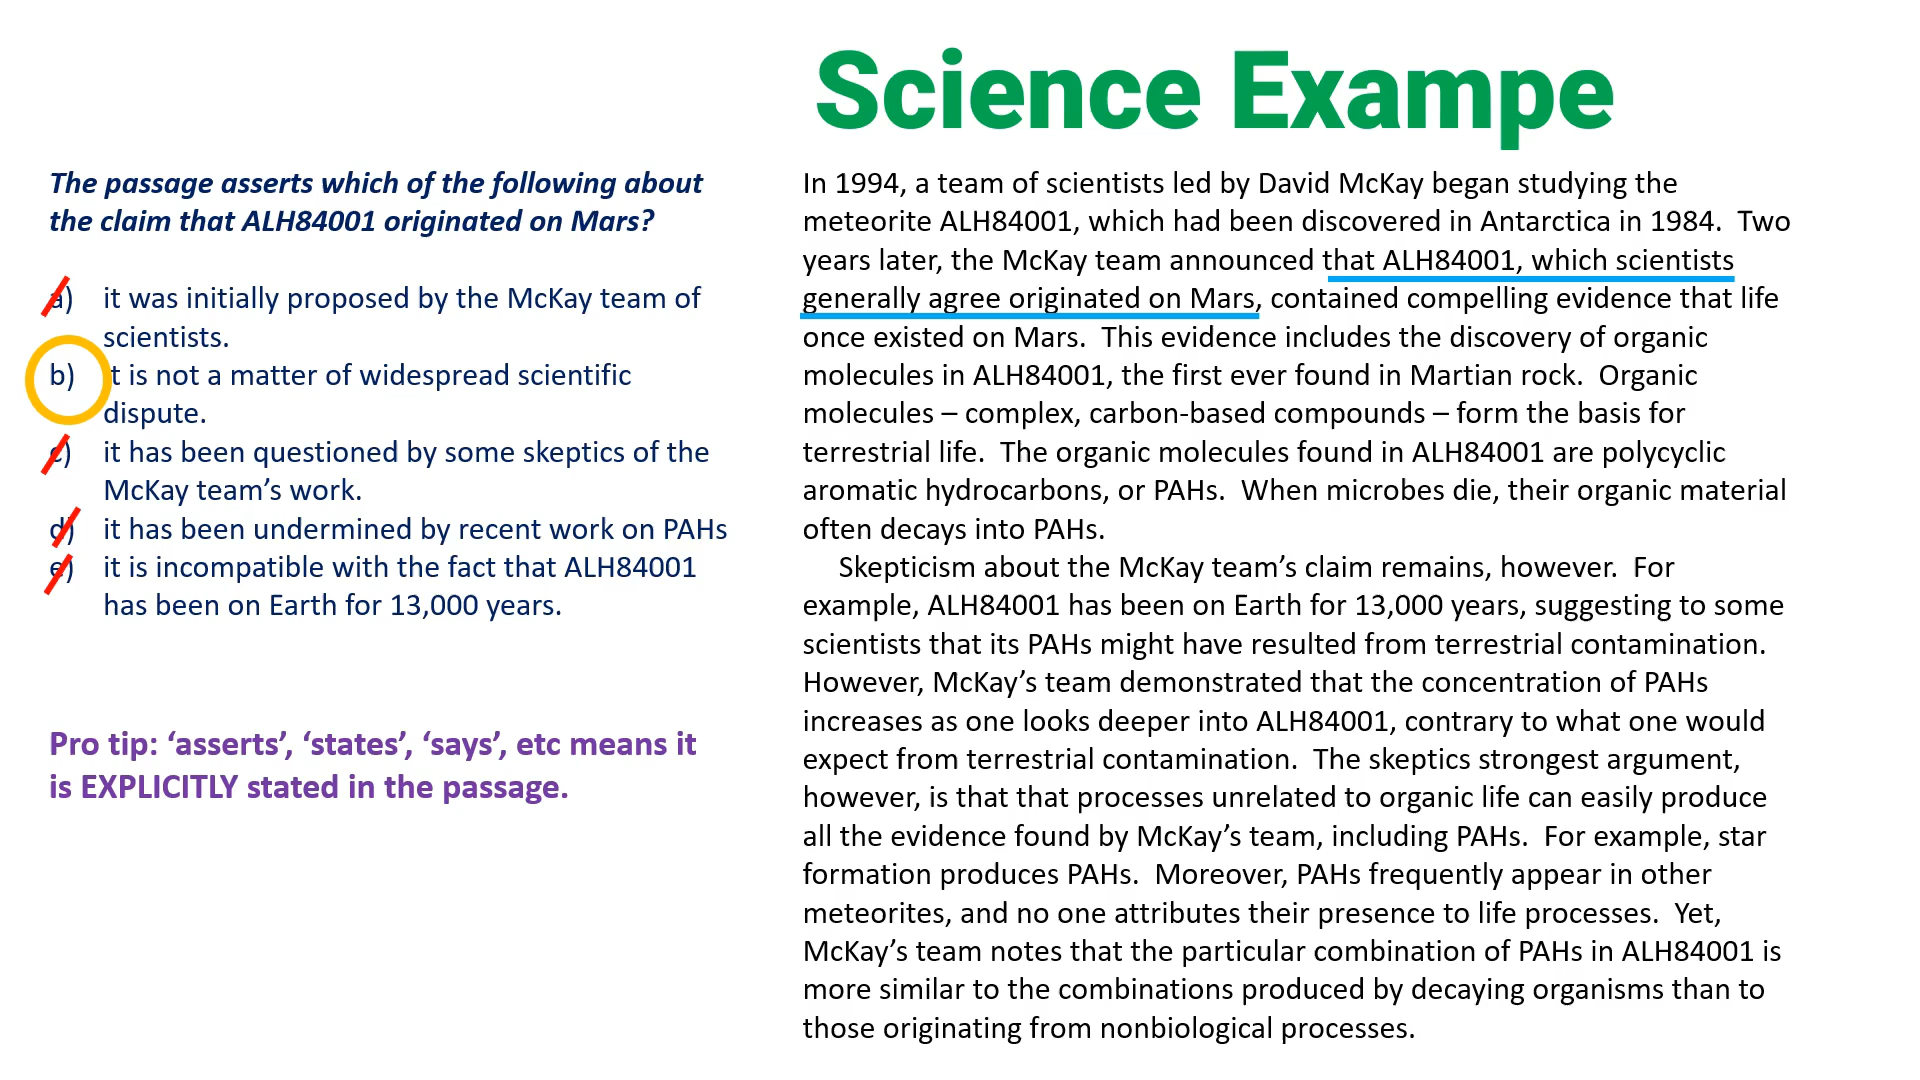 Science Exampe
The passage asserts which of the following about
the claim that ALH84001 originated on Mars?
a) it was initially proposed by the McKay team of
scientists.
b) it is not a matter of widespread scientific
dispute.
c) it has been questioned by some skeptics of the
McKay team's work.
d) it has been undermined by recent work on PAHs
e) it is incompatible with the fact that ALH84001
has been on Earth for 13,000 years.
Pro tip: ‘asserts’, ‘states’, ‘says’, etc means it
is EXPLICITLY stated in the passage.
In 1994, a team of scientists led by David McKay began studying the
meteorite ALH84001, which had been discovered in Antarctica in 1984.  Two
years later, the McKay team announced that ALH84001, which scientists
generally agree originated on Mars, contained compelling evidence that life
once existed on Mars.  This evidence includes the discovery of organic
molecules in ALH84001, the first ever found in Martian rock.  Organic
molecules – complex, carbon-based compounds – form the basis for
terrestrial life.  The organic molecules found in ALH84001 are polycyclic
aromatic hydrocarbons, or PAHs.  When microbes die, their organic material
often decays into PAHs.
Skepticism about the McKay team's claim remains, however.  For
example, ALH84001 has been on Earth for 13,000 years, suggesting to some
scientists that its PAHs might have resulted from terrestrial contamination.
However, McKay's team demonstrated that the concentration of PAHs
increases as one looks deeper into ALH84001, contrary to what one would
expect from terrestrial contamination.  The skeptics strongest argument,
however, is that that processes unrelated to organic life can easily produce
all the evidence found by McKay's team, including PAHs.  For example, star
formation produces PAHs.  Moreover, PAHs frequently appear in other
meteorites, and no one attributes their presence to life processes.  Yet,
McKay's team notes that the particular combination of PAHs in ALH84001 is
more similar to the combinations produced by decaying organisms than to
those originating from nonbiological processes.